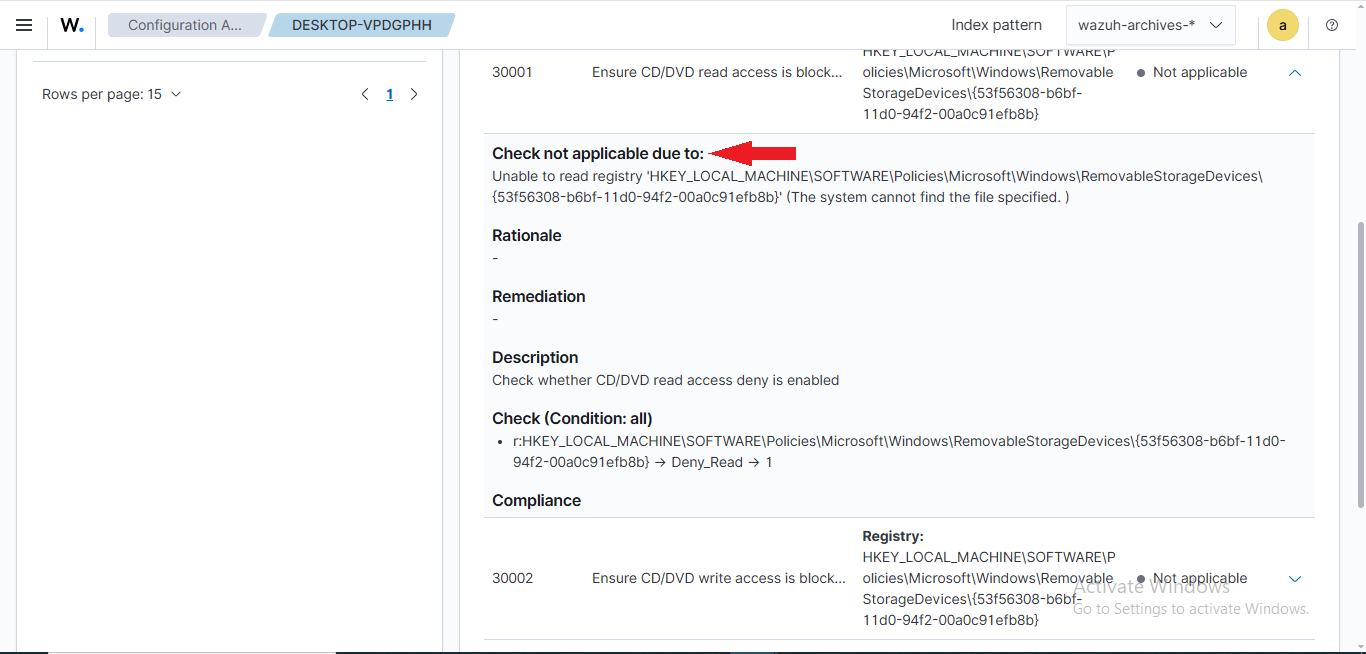 W.
Configuration A...
DESKTOP-VPDGPHH
Index pattern
wazuh-archives-*
a
Rows per page: 15
1
30001
Ensure CD/DVD read access is block...
HKEY_LOCAL_MACHINE\SOFTWARE\P
olicies\Microsoft\Windows\Removable
StorageDevices\{53f56308-b6bf-
11d0-94f2-00a0c91efb8b}
Not applicable
Check not applicable due to:
Unable to read registry 'HKEY_LOCAL_MACHINE\SOFTWARE\Policies\Microsoft\Windows\RemovableStorageDevices\
{53f56308-b6bf-11d0-94f2-00a0c91efb8b}' (The system cannot find the file specified. )
Rationale
-
Remediation
-
Description
Check whether CD/DVD read access deny is enabled
Check (Condition: all)
• r:HKEY_LOCAL_MACHINE\SOFTWARE\Policies\Microsoft\Windows\RemovableStorageDevices\{53f56308-b6bf-11d0-
94f2-00a0c91efb8b} → Deny_Read → 1
Compliance
30002
Ensure CD/DVD write access is block...
Registry:
HKEY_LOCAL_MACHINE\SOFTWARE\P
olicies\Microsoft\Windows\Removable
StorageDevices\{53f56308-b6bf-
11d0-94f2-00a0c91efb8b}
Not applicable
Activate Windows
Go to Settings to activate Windows.